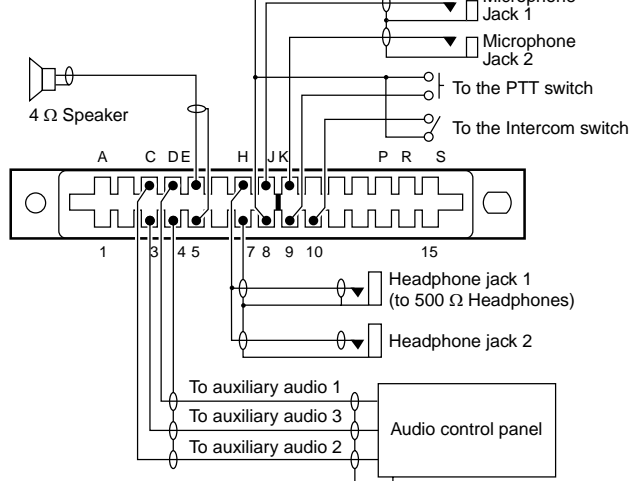 Microphone
Jack 1
Microphone
Jack 2
To the PTT switch
4 Ω Speaker
To the Intercom switch
A C D E H J K P R S
1 3 4 5 7 8 9 10 15
Headphone jack 1
(to 500 Ω Headphones)
Headphone jack 2
To auxiliary audio 1
To auxiliary audio 3
Audio control panel
To auxiliary audio 2